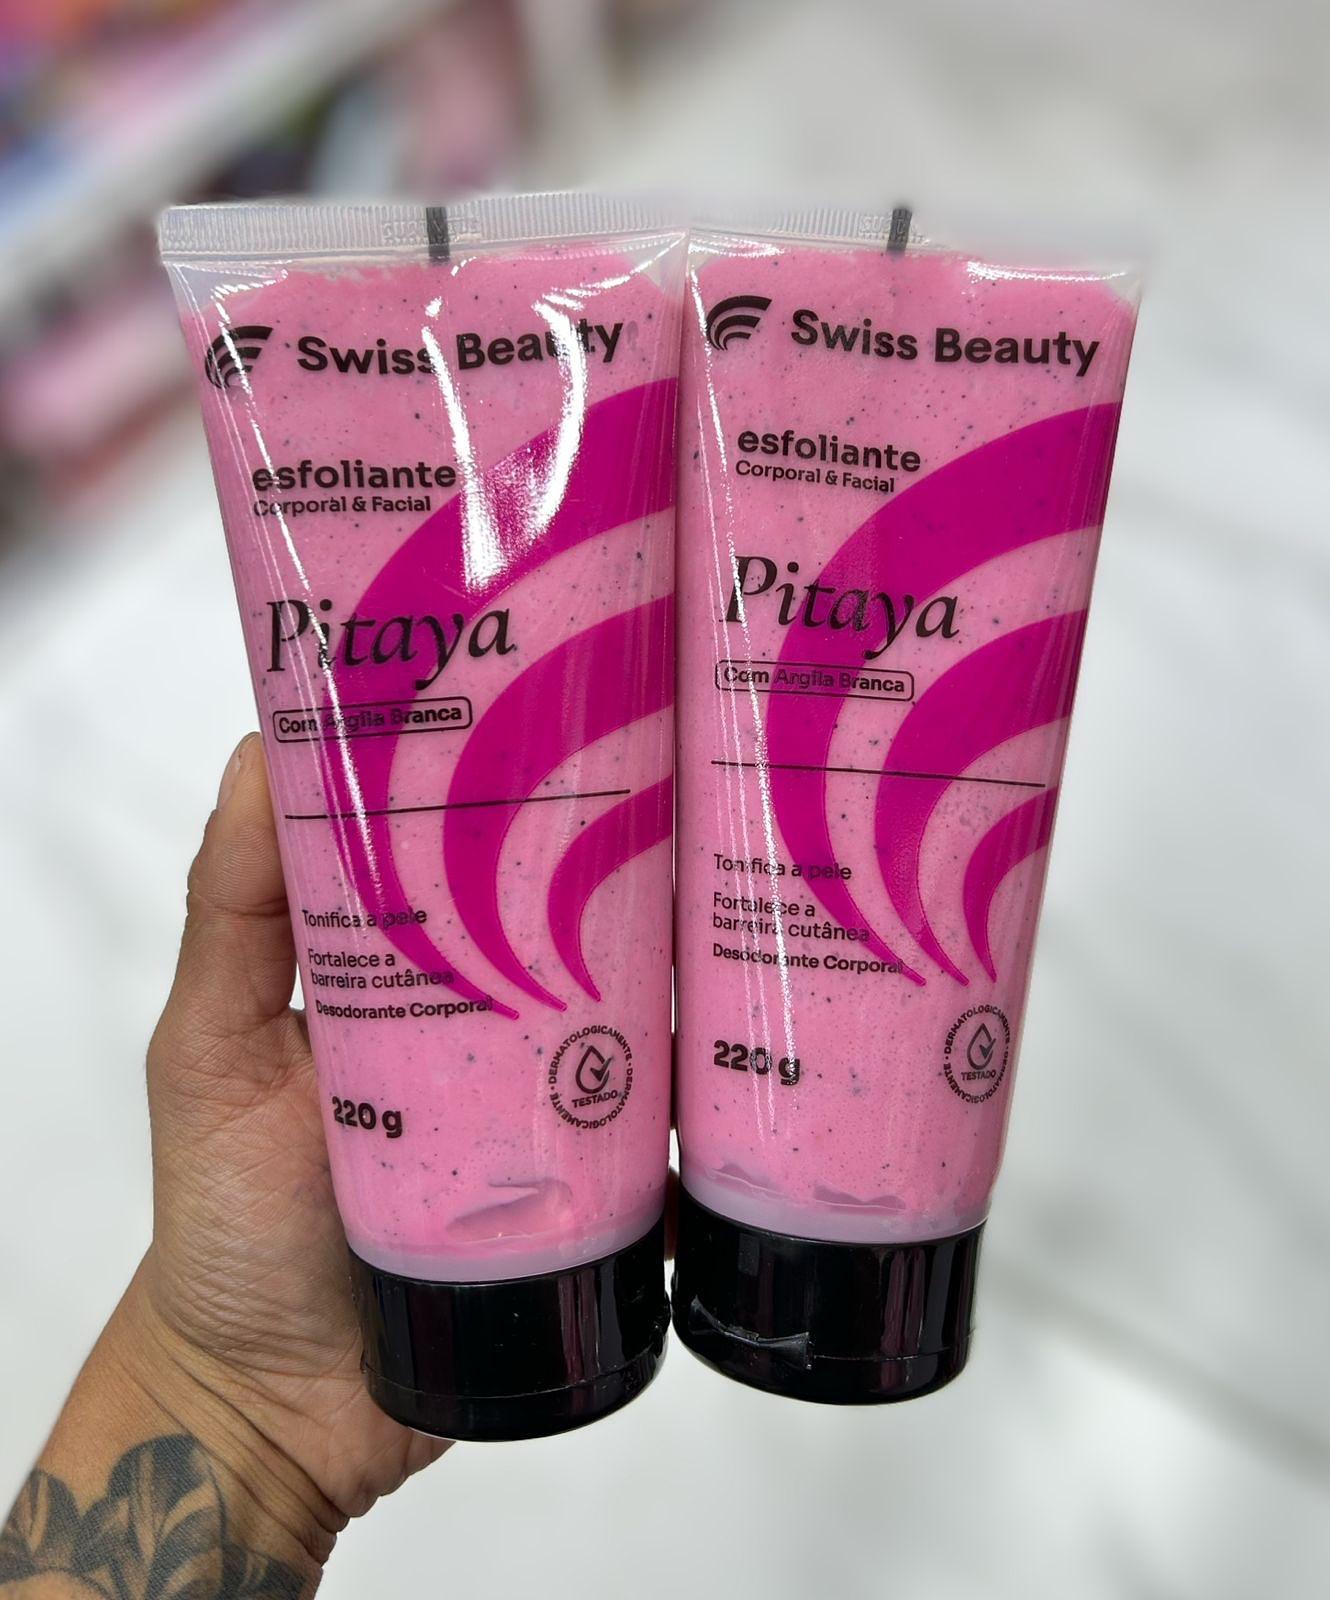 Swiss Beauty
esfoliante
Corporal & Facial
Pitaya
Com Argila Branca
Tonifica a pele
Fortalece a
barreira cutânea
Desodorante Corporal
220 g
DERMATOLOGICAMENTE • DERMATOLOGICAMENTE •
TESTADO
Swiss Beauty
esfoliante
Corporal & Facial
Pitaya
Com Argila Branca
Tonifica a pele
Fortalece a
barreira cutânea
Desodorante Corporal
220 g
DERMATOLOGICAMENTE • DERMATOLOGICAMENTE •
TESTADO